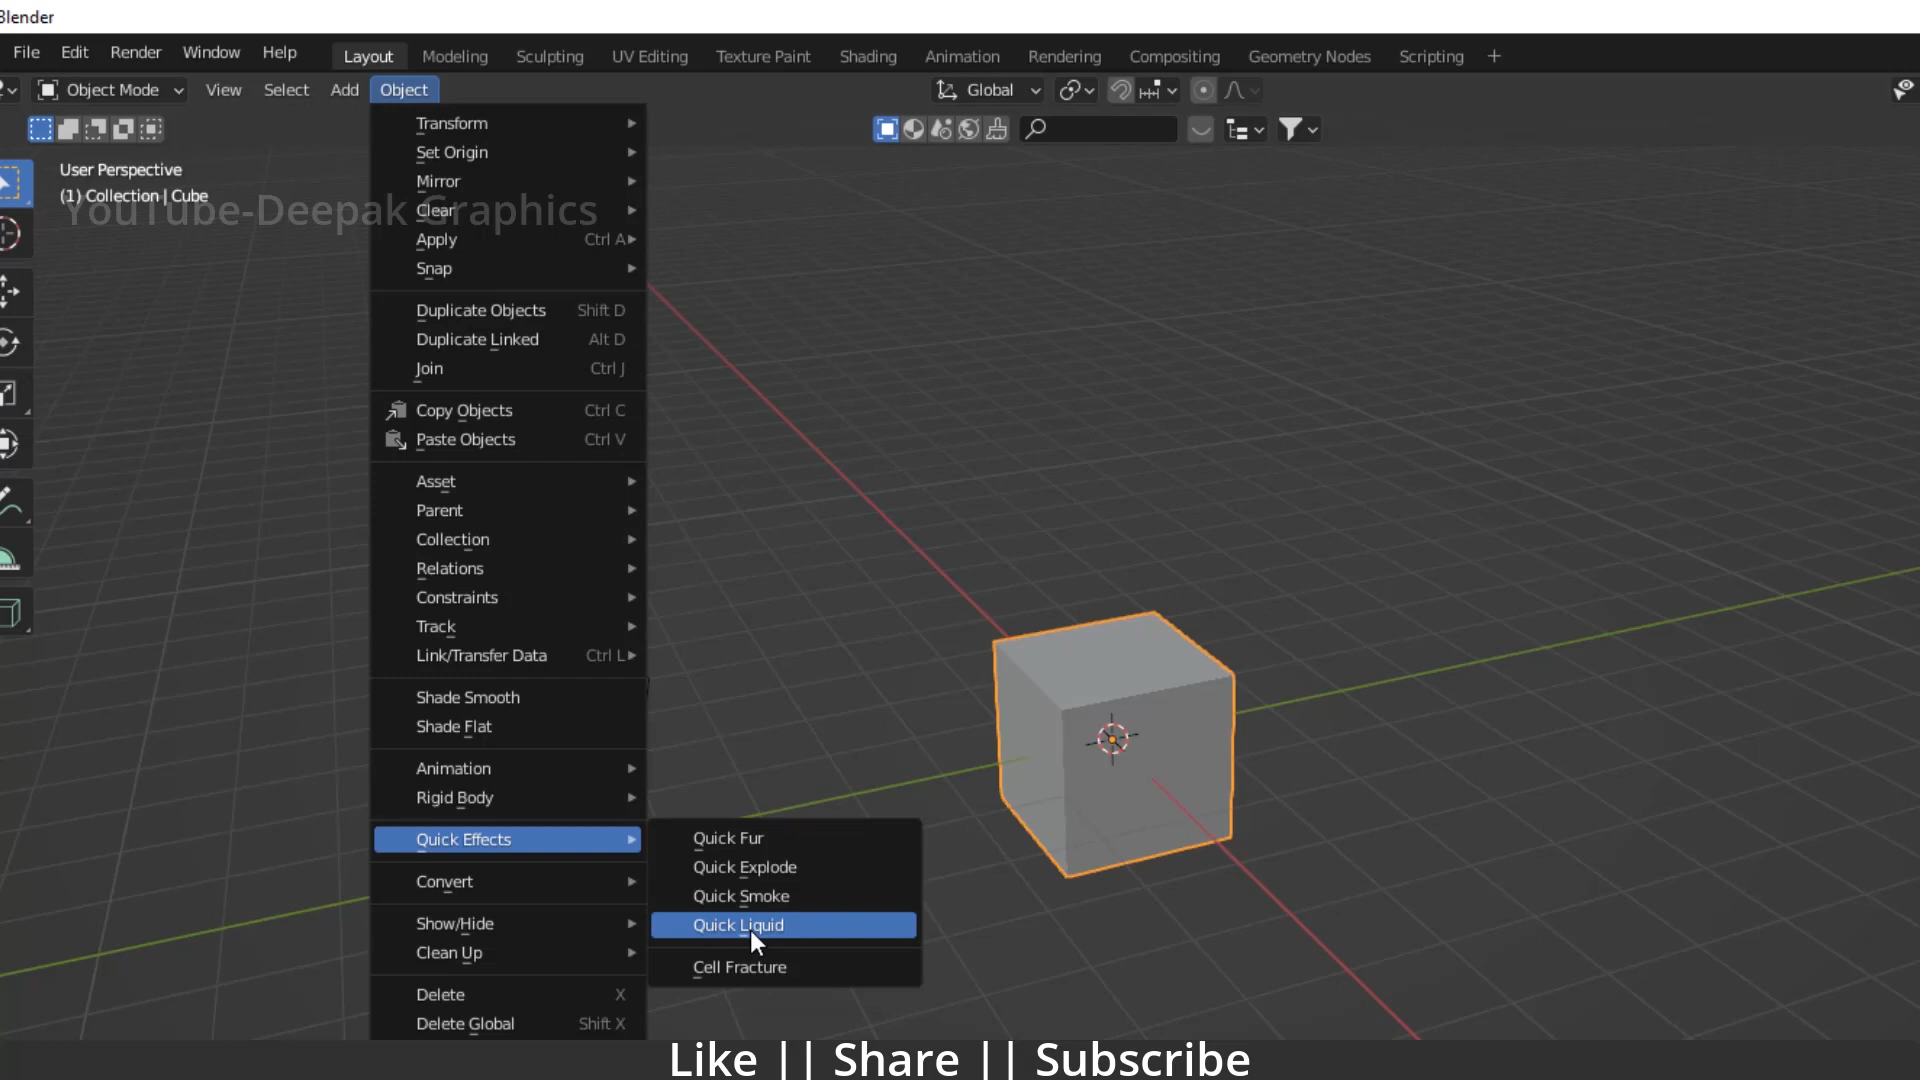 Blender
File Edit Render Window Help Layout Modeling Sculpting UV Editing Texture Paint Shading Animation Rendering Compositing Geometry Nodes Scripting +
Object Mode View Select Add Object Global
User Perspective
(1) Collection | Cube
YouTube-Deepak Graphics
Transform
Set Origin
Mirror
Clear
Apply Ctrl A
Snap
Duplicate Objects Shift D
Duplicate Linked Alt D
Join Ctrl J
Copy Objects Ctrl C
Paste Objects Ctrl V
Asset
Parent
Collection
Relations
Constraints
Track
Link/Transfer Data Ctrl L
Shade Smooth
Shade Flat
Animation
Rigid Body
Quick Effects
Convert
Show/Hide
Clean Up
Delete X
Delete Global Shift X
Quick Fur
Quick Explode
Quick Smoke
Quick Liquid
Cell Fracture
Like || Share || Subscribe